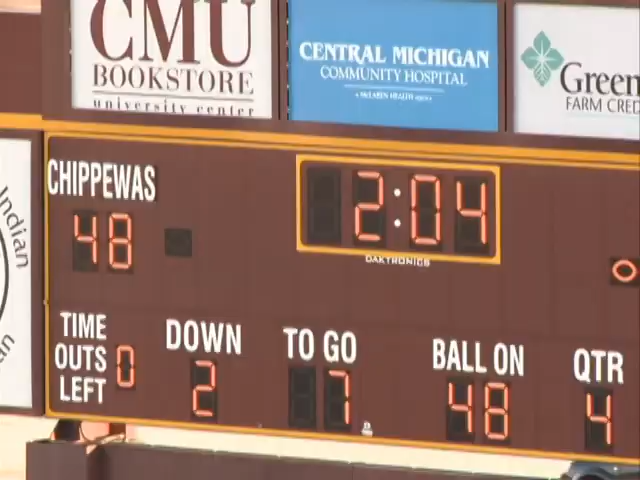 CMU
BOOKSTORE
university center
CENTRAL MICHIGAN
COMMUNITY HOSPITAL
Green
FARM CRED
Indian
CHIPPEWAS
48
2:04
DAKTRONICS
TIME OUTS LEFT 0
DOWN 2
TO GO 7
BALL ON 48
QTR 4